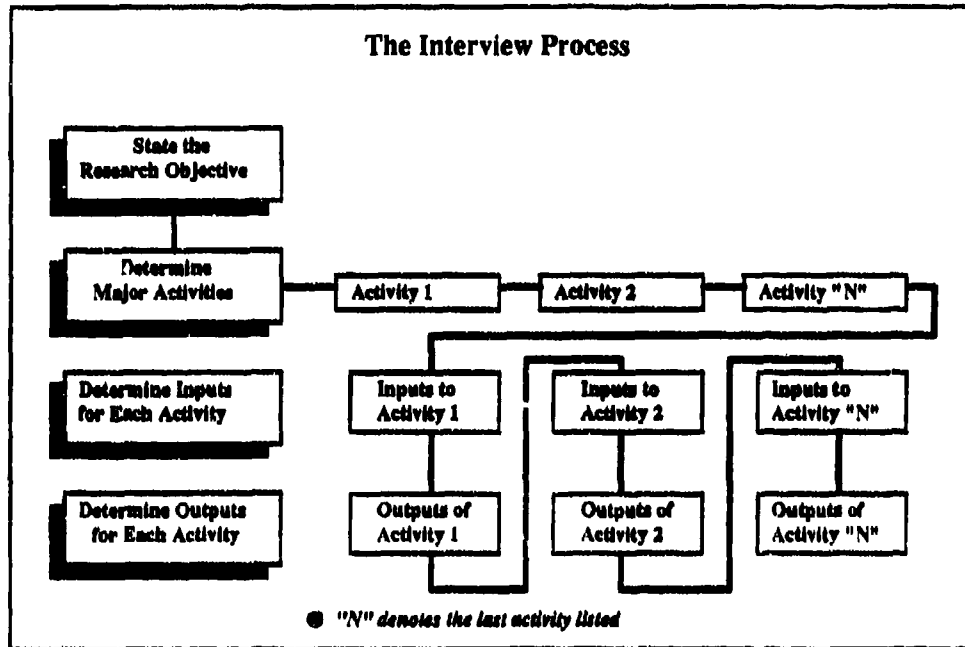 The Interview Process
State the
Research Objective
Determine
Major Activities
Activity 1
Activity 2
Activity "N"
Determine Inputs
for Each Activity
Inputs to
Activity 1
Inputs to
Activity 2
Inputs to
Activity "N"
Determine Outputs
for Each Activity
Outputs of
Activity 1
Outputs of
Activity 2
Outputs of
Activity "N"
"N" denotes the last activity listed